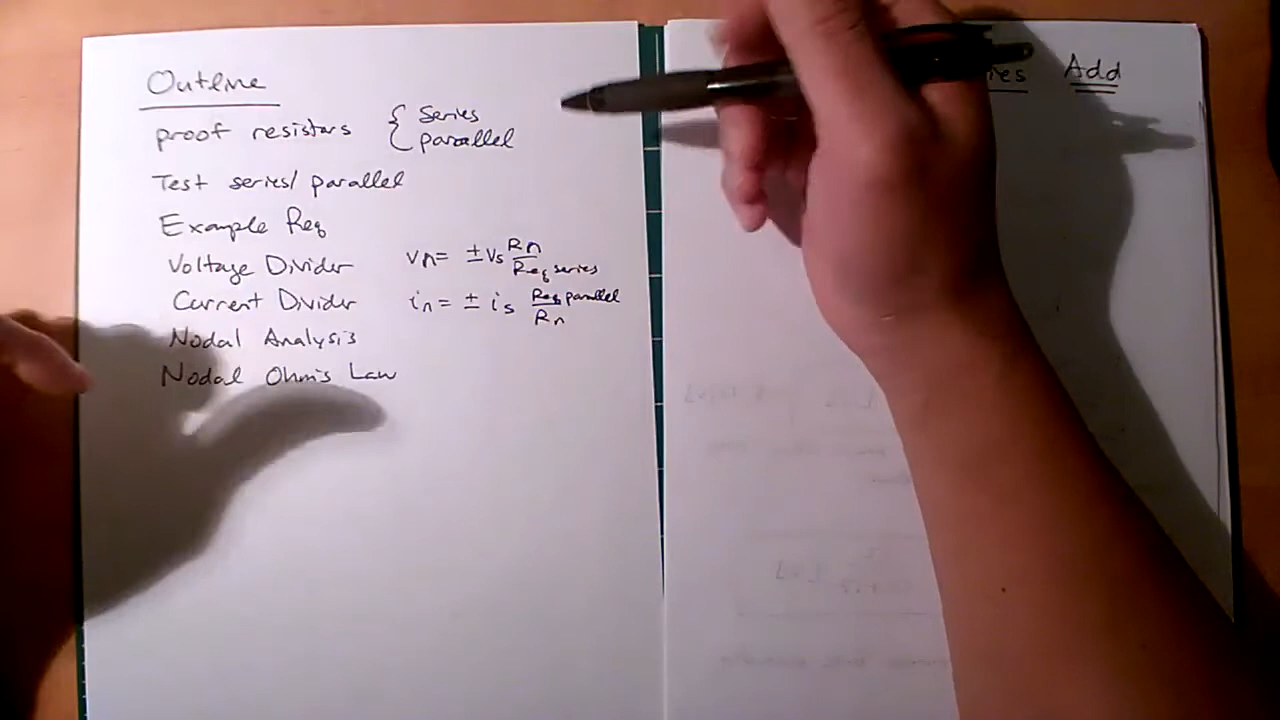 Outline
proof resistors { Series
parallel
Test series/ parallel
Example Req
Voltage Divider vn = ±vs Rn/Req series
Current Divider in = ± is Req parallel/Rn
Nodal Analysis
Nodal Ohm's Law
Add